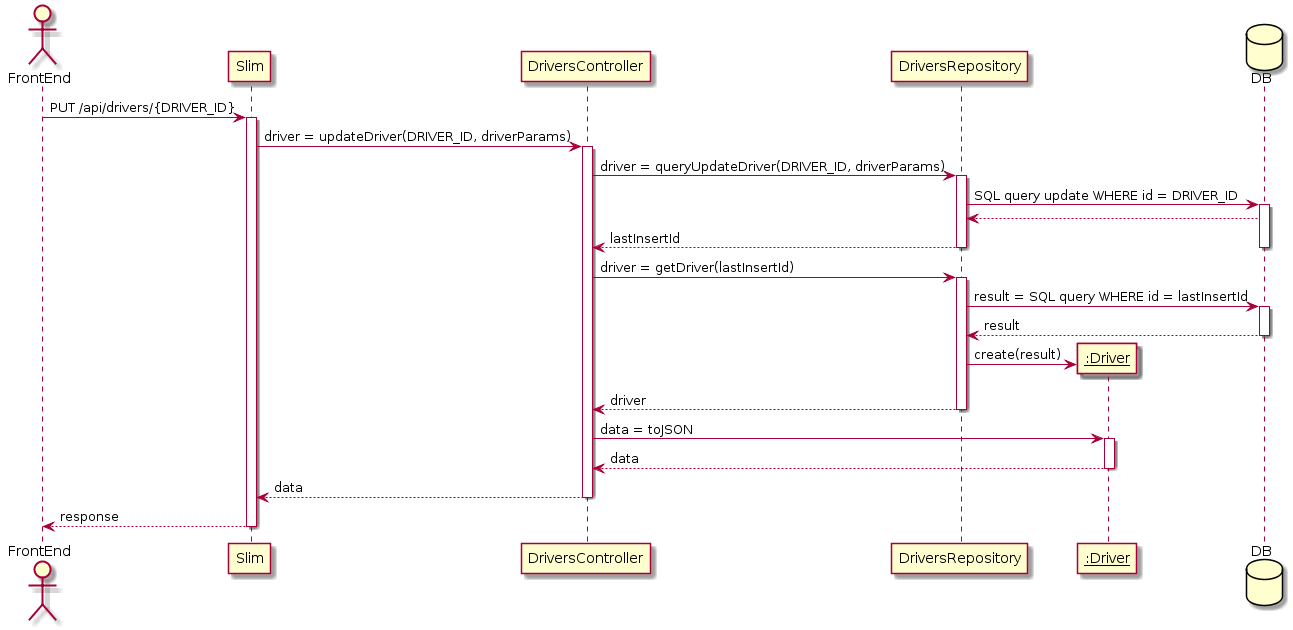 FrontEnd
Slim
DriversController
DriversRepository
DB
PUT /api/drivers/{DRIVER_ID}
driver = updateDriver(DRIVER_ID, driverParams)
driver = queryUpdateDriver(DRIVER_ID, driverParams)
SQL query update WHERE id = DRIVER_ID
lastInsertId
driver = getDriver(lastInsertId)
result = SQL query WHERE id = lastInsertId
result
create(result)
:Driver
driver
data = toJSON
data
data
response
FrontEnd
Slim
DriversController
DriversRepository
:Driver
DB